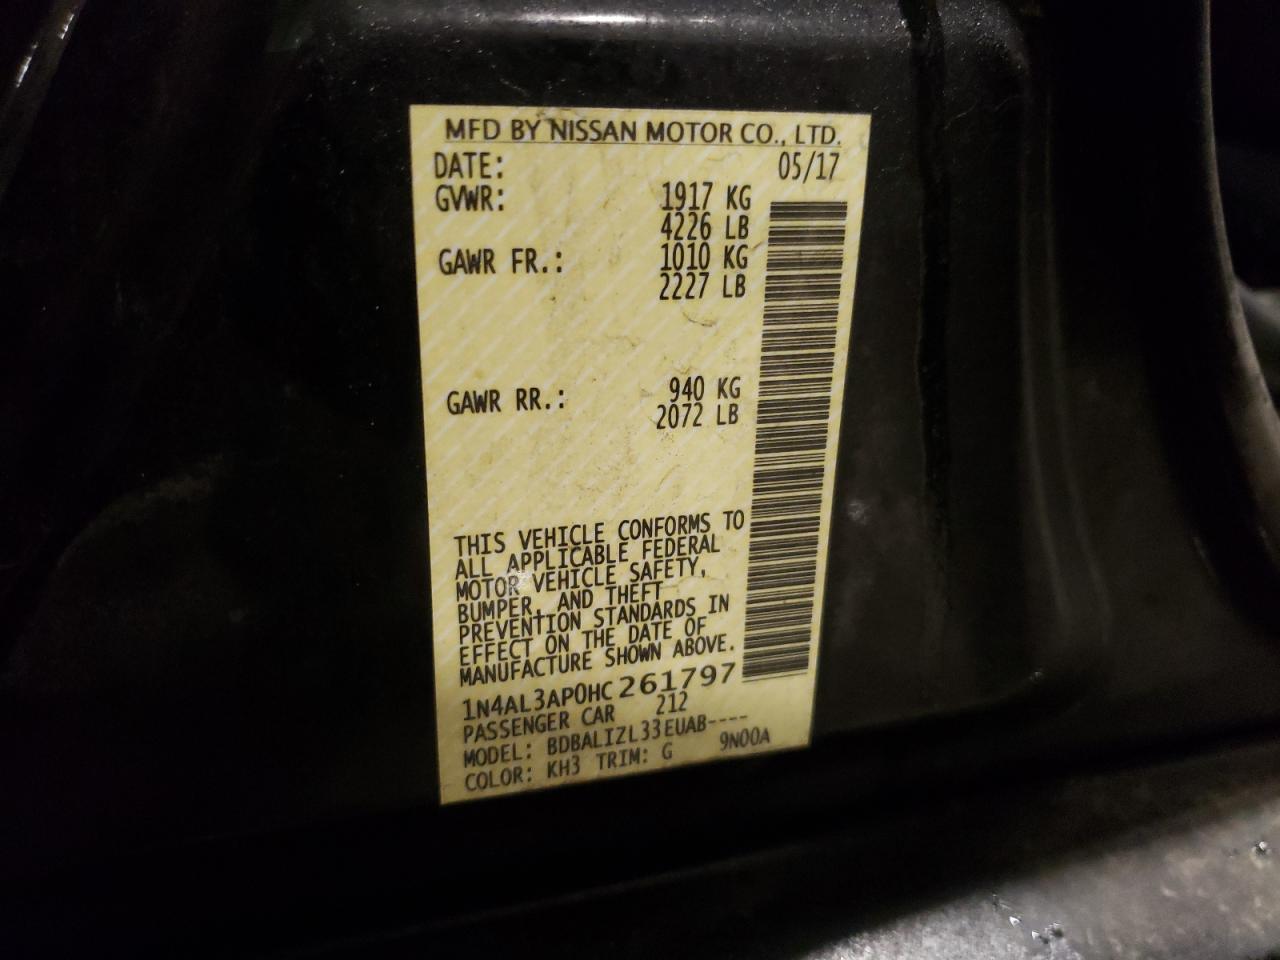 MFD BY NISSAN MOTOR CO., LTD.
DATE: 05/17
GVWR: 1917 KG
4226 LB
GAWR FR.: 1010 KG
2227 LB
GAWR RR.: 940 KG
2072 LB
THIS VEHICLE CONFORMS TO
ALL APPLICABLE FEDERAL
MOTOR VEHICLE SAFETY,
BUMPER, AND THEFT
PREVENTION STANDARDS IN
EFFECT ON THE DATE OF
MANUFACTURE SHOWN ABOVE.
1N4AL3AP0HC261797
PASSENGER CAR 212
MODEL: BDBALIZL33EUAB----
COLOR: KH3 TRIM: G 9N00A